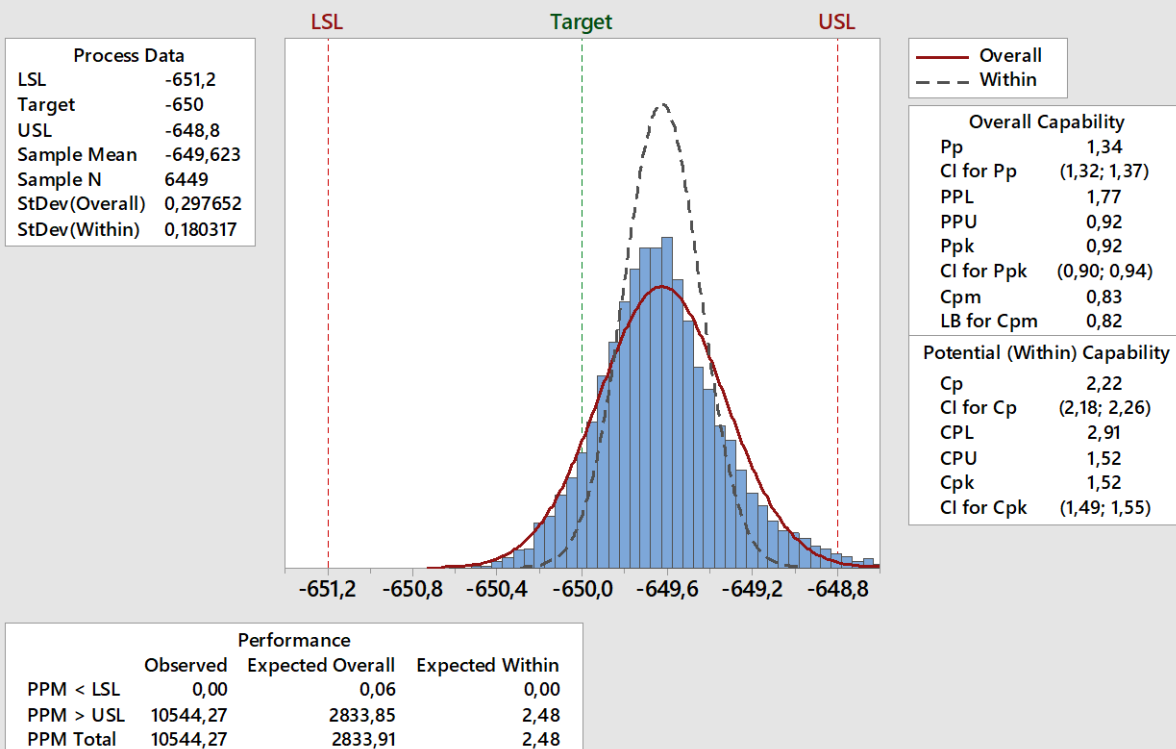 LSL Target USL
Process Data
LSL -651,2
Target -650
USL -648,8
Sample Mean -649,623
Sample N 6449
StDev(Overall) 0,297652
StDev(Within) 0,180317
Overall
Within
Overall Capability
Pp 1,34
CI for Pp (1,32; 1,37)
PPL 1,77
PPU 0,92
Ppk 0,92
CI for Ppk (0,90; 0,94)
Cpm 0,83
LB for Cpm 0,82
Potential (Within) Capability
Cp 2,22
CI for Cp (2,18; 2,26)
CPL 2,91
CPU 1,52
Cpk 1,52
CI for Cpk (1,49; 1,55)
-651,2 -650,8 -650,4 -650,0 -649,6 -649,2 -648,8
Performance
Observed Expected Overall Expected Within
PPM < LSL 0,00 0,06 0,00
PPM > USL 10544,27 2833,85 2,48
PPM Total 10544,27 2833,91 2,48